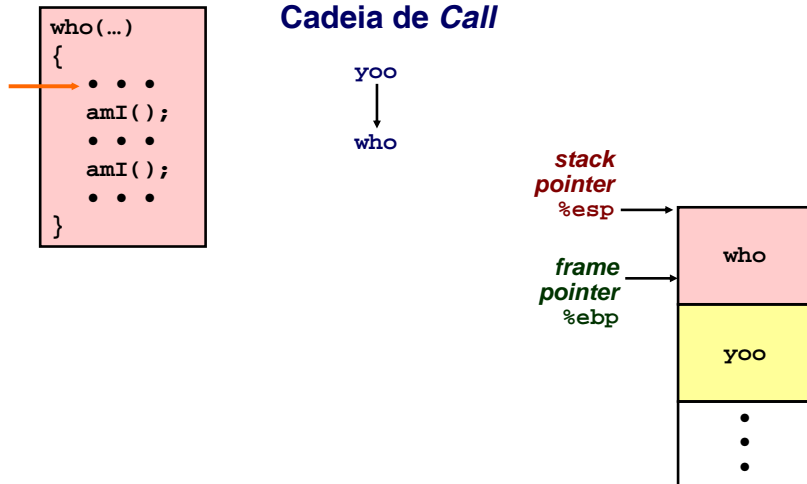 Cadeia de Call
who(…)
{
• • •
amI();
• • •
amI();
• • •
}
yoo
who
stack
pointer
%esp
frame
pointer
%ebp
who
yoo
•
•
•